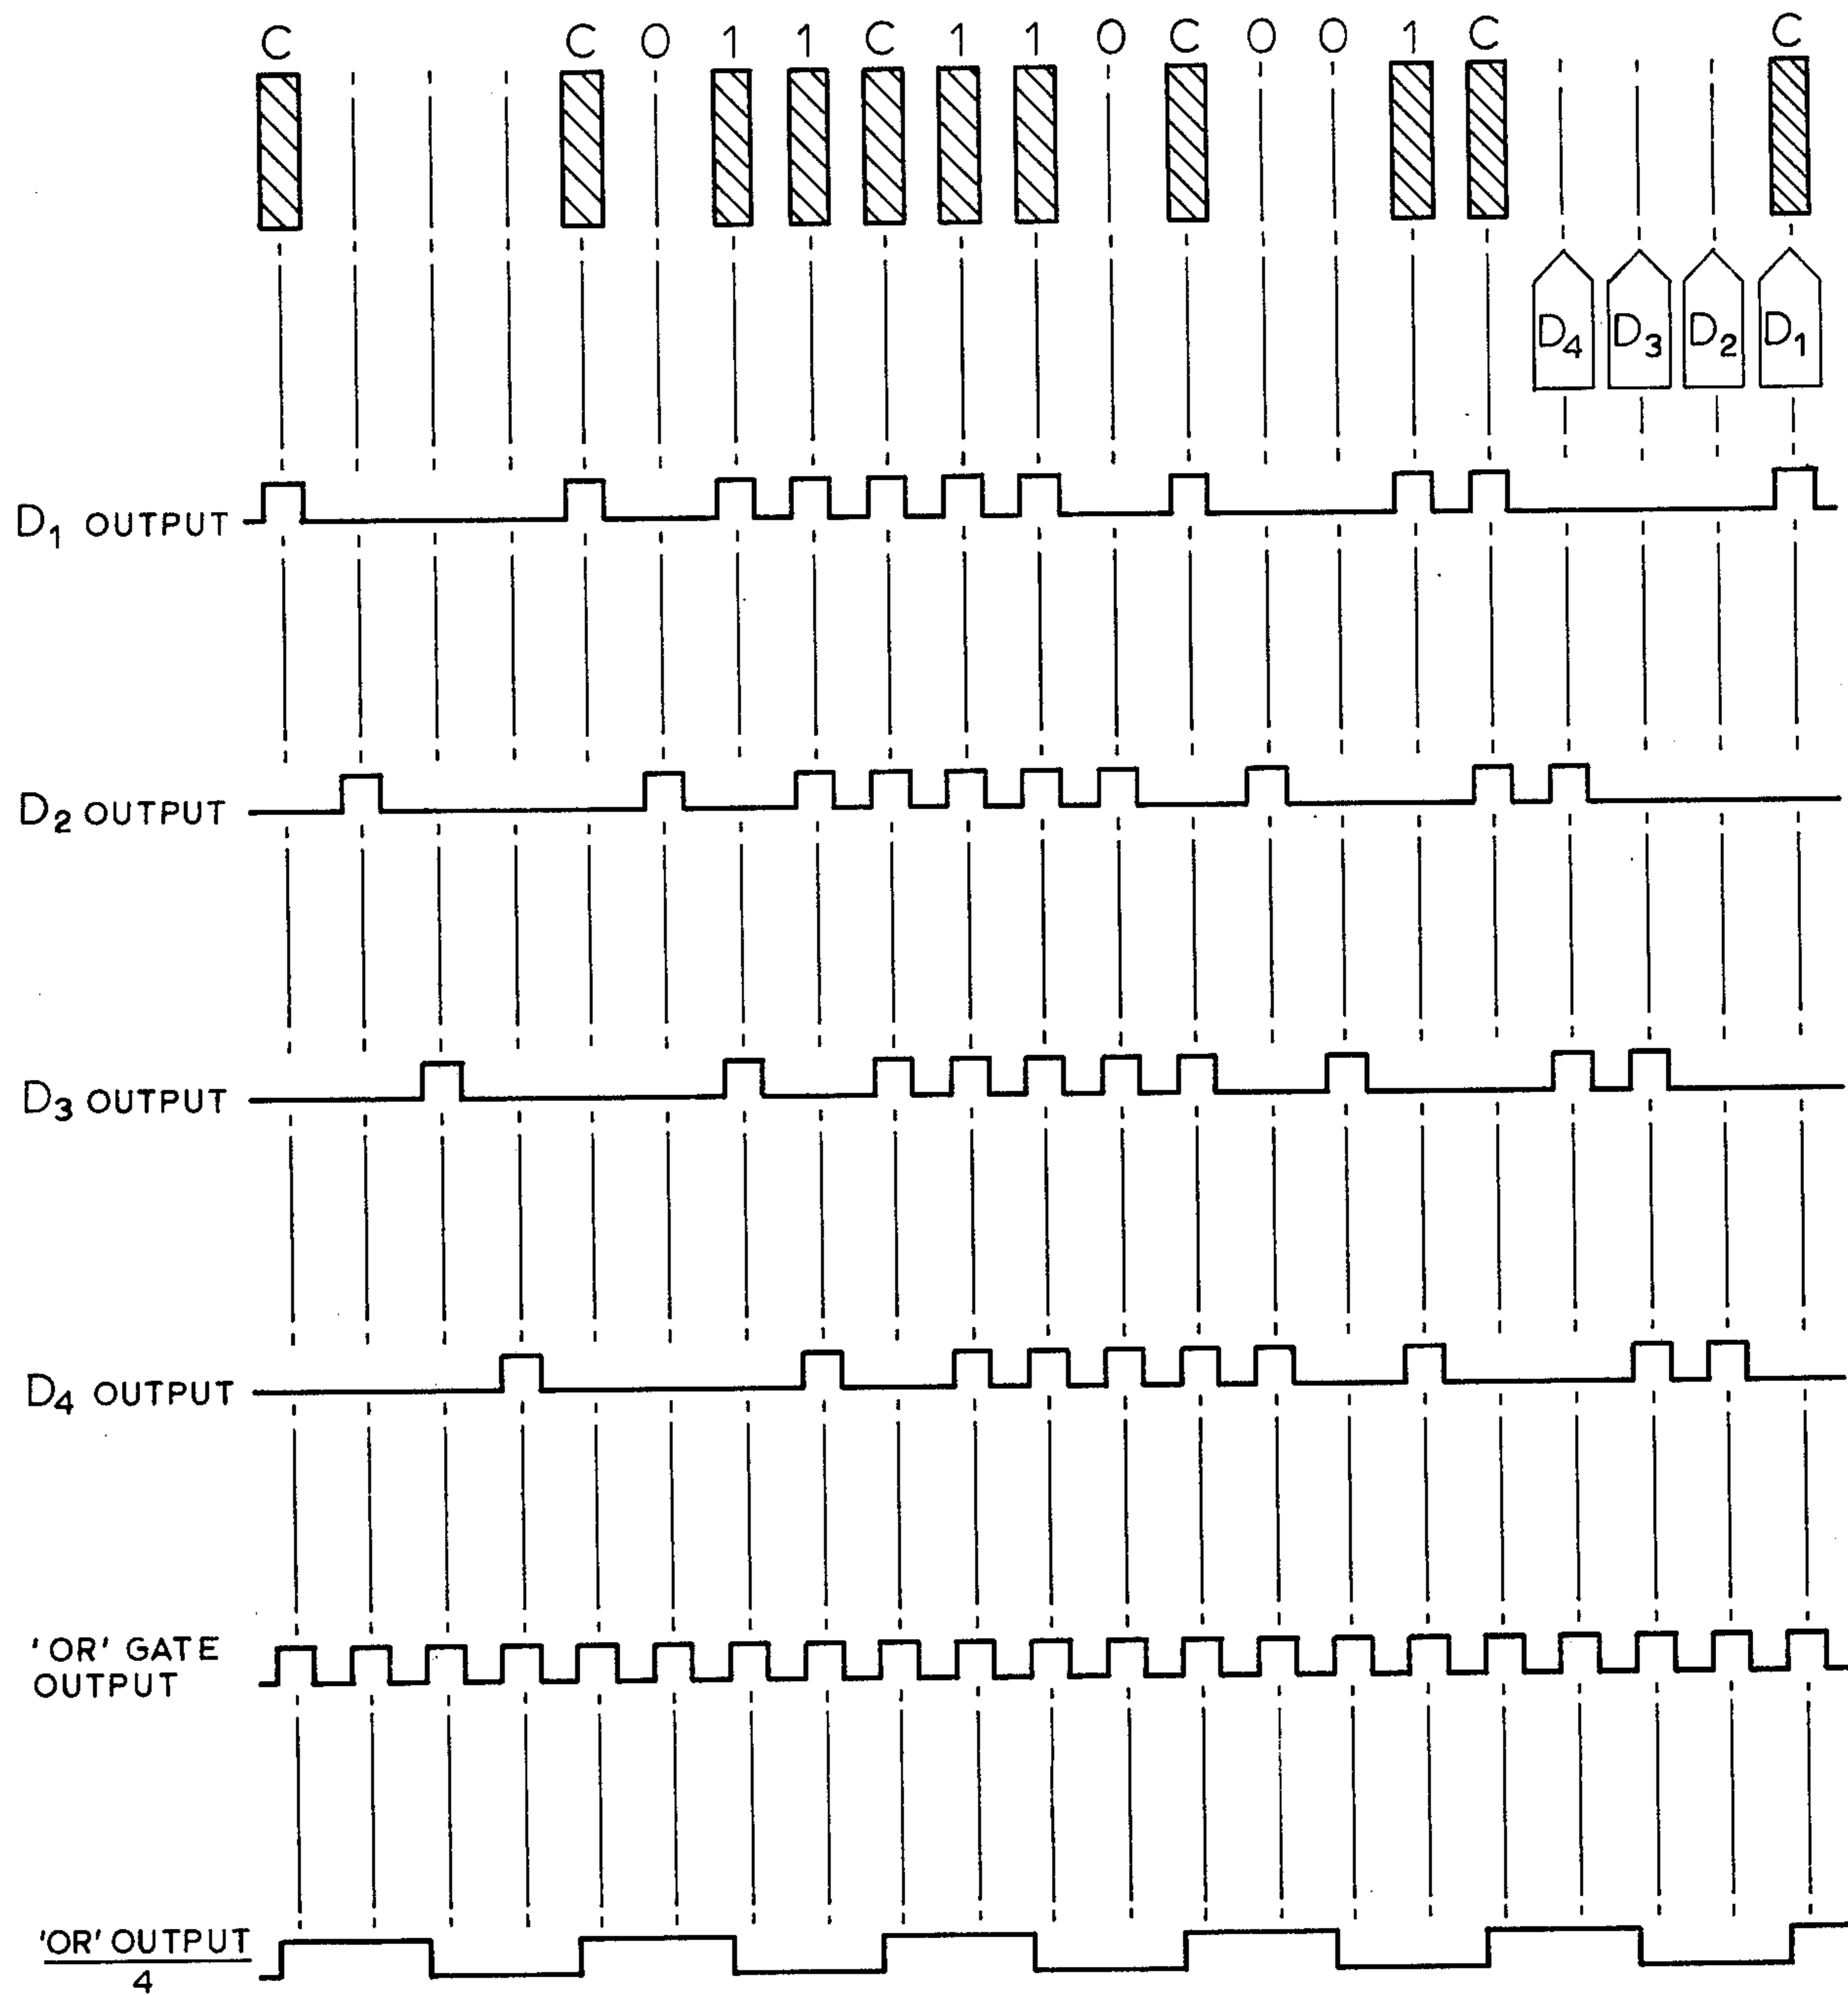 C C 0 1 1 C 1 1 0 C 0 0 1 C C
D4 D3 D2 D1
D1 OUTPUT
D2 OUTPUT
D3 OUTPUT
D4 OUTPUT
'OR' GATE
OUTPUT
'OR' OUTPUT
4